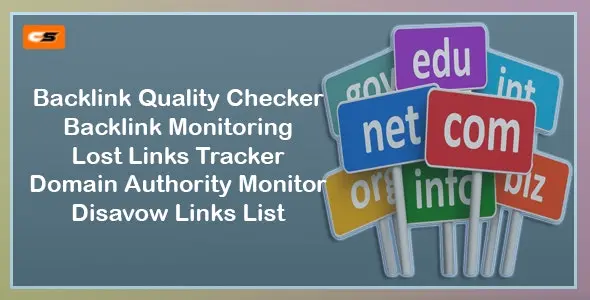 CS
Backlink Quality Checker
Backlink Monitoring
Lost Links Tracker
Domain Authority Monitor
Disavow Links List
gov
edu
int
net
com
org
info
biz